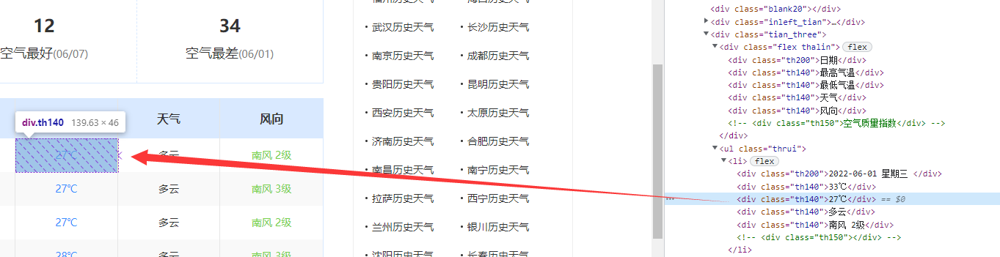 12
34
空气最好(06/07)
空气最差(06/01)
天气
风向
div.th140 139.63 × 46
27℃
多云
南风 2级
27℃
多云
南风 3级
27℃
多云
南风 2级
28℃
多云
南风 3级
福州历史天气
海口历史天气
• 武汉历史天气
• 长沙历史天气
• 南京历史天气
• 成都历史天气
• 贵阳历史天气
• 昆明历史天气
• 西安历史天气
• 太原历史天气
• 济南历史天气
• 合肥历史天气
• 南昌历史天气
• 南宁历史天气
• 拉萨历史天气
• 西宁历史天气
• 兰州历史天气
• 银川历史天气
• 沈阳历史天气
• 长春历史天气
<div class="blank20"></div>
<div class="inleft_tian">…</div>
<div class="tian_three">
<div class="flex thalin"> flex
<div class="th200">日期</div>
<div class="th140">最高气温</div>
<div class="th140">最低气温</div>
<div class="th140">天气</div>
<div class="th140">风向</div>
<!-- <div class="th150">空气质量指数</div> -->
</div>
<ul class="thrui">
<li> flex
<div class="th200">2022-06-01 星期三 </div>
<div class="th140">33℃</div>
<div class="th140">27℃</div> == $0
<div class="th140">多云</div>
<div class="th140">南风 2级</div>
<!-- <div class="th150"></div> -->
</li>